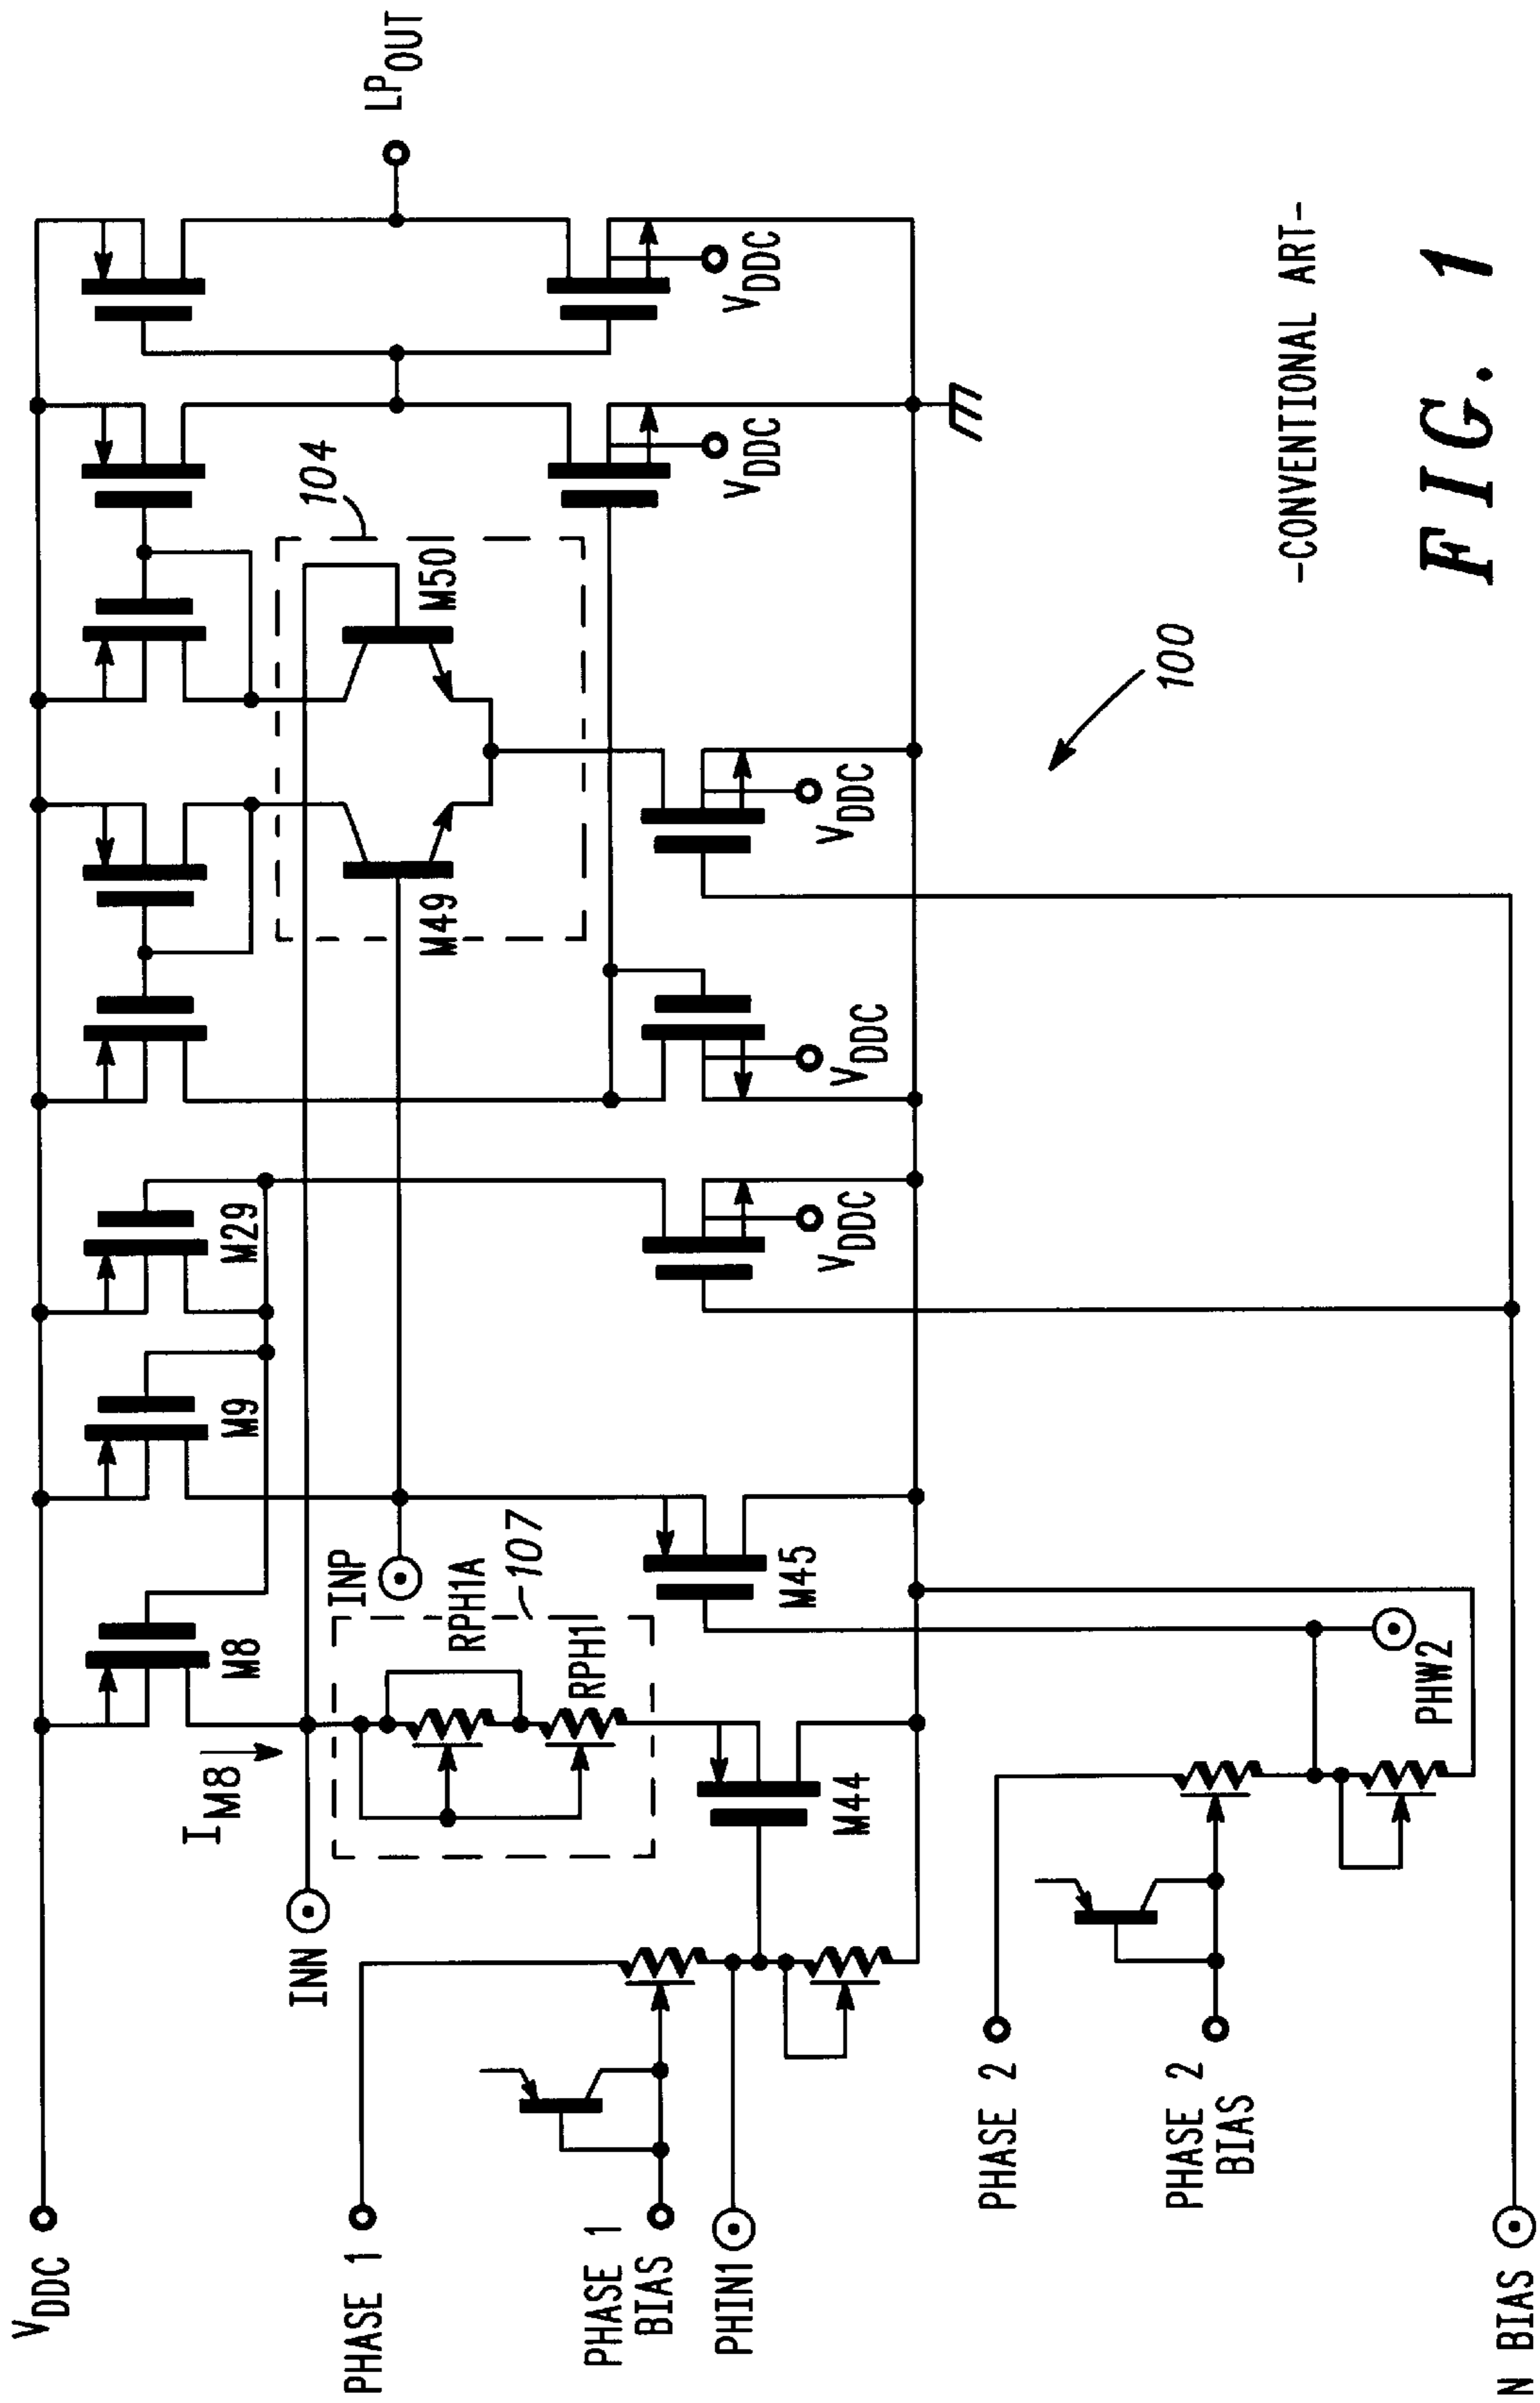 V_DDC
PHASE 1
PHASE 1
BIAS
PHIN1
PHASE 2
PHASE 2
BIAS
N BIAS
INN
I_M8
M8
M9
M29
INP
RPH1A
107
RPH1
M44
M45
PHW2
V_DDC
V_DDC
M49
M50
104
V_DDC
V_DDC
V_DDC
LP_OUT
100
-CONVENTIONAL ART-
FIG. 1